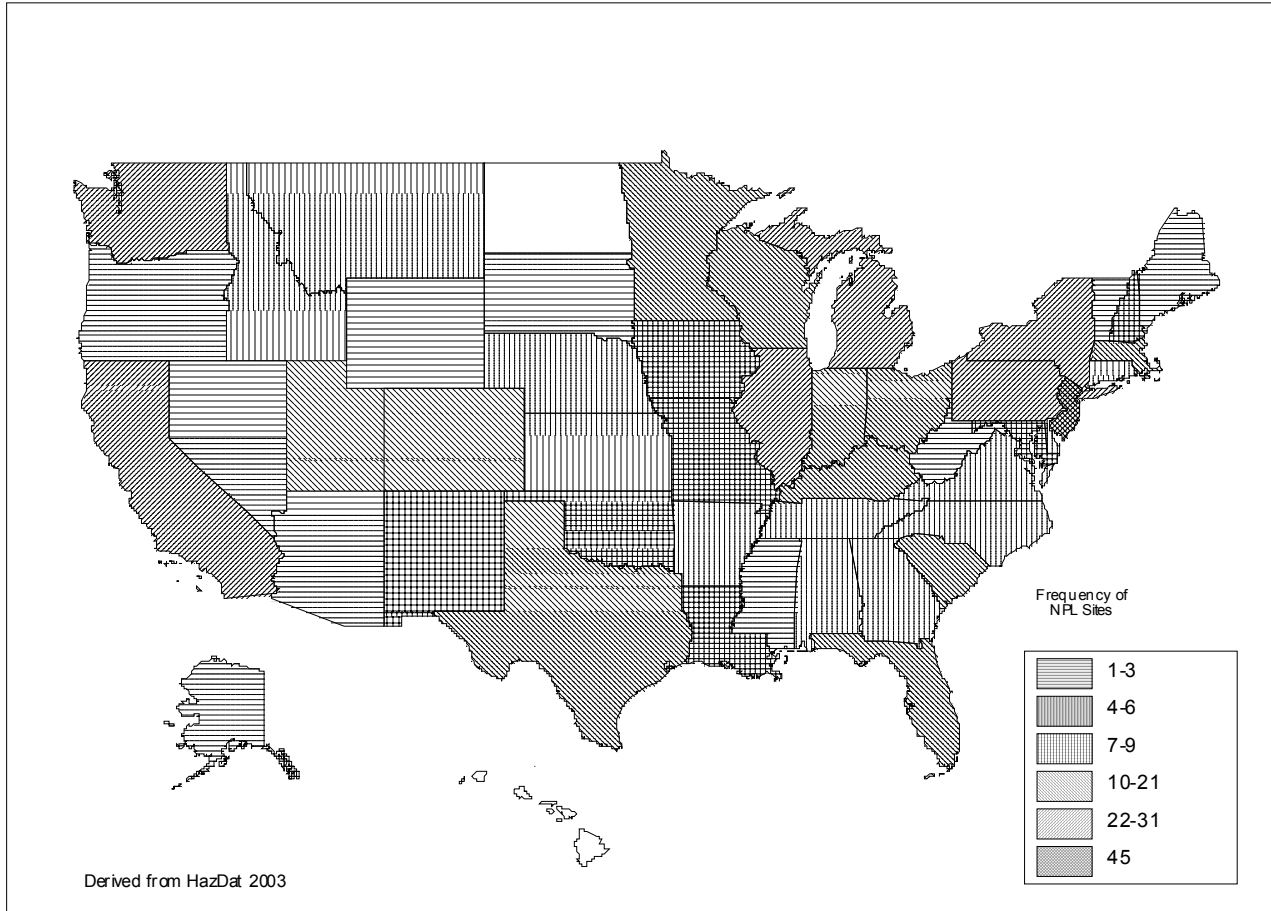 Frequency of
NPL Sites
1-3
4-6
7-9
10-21
22-31
45
Derived from HazDat 2003